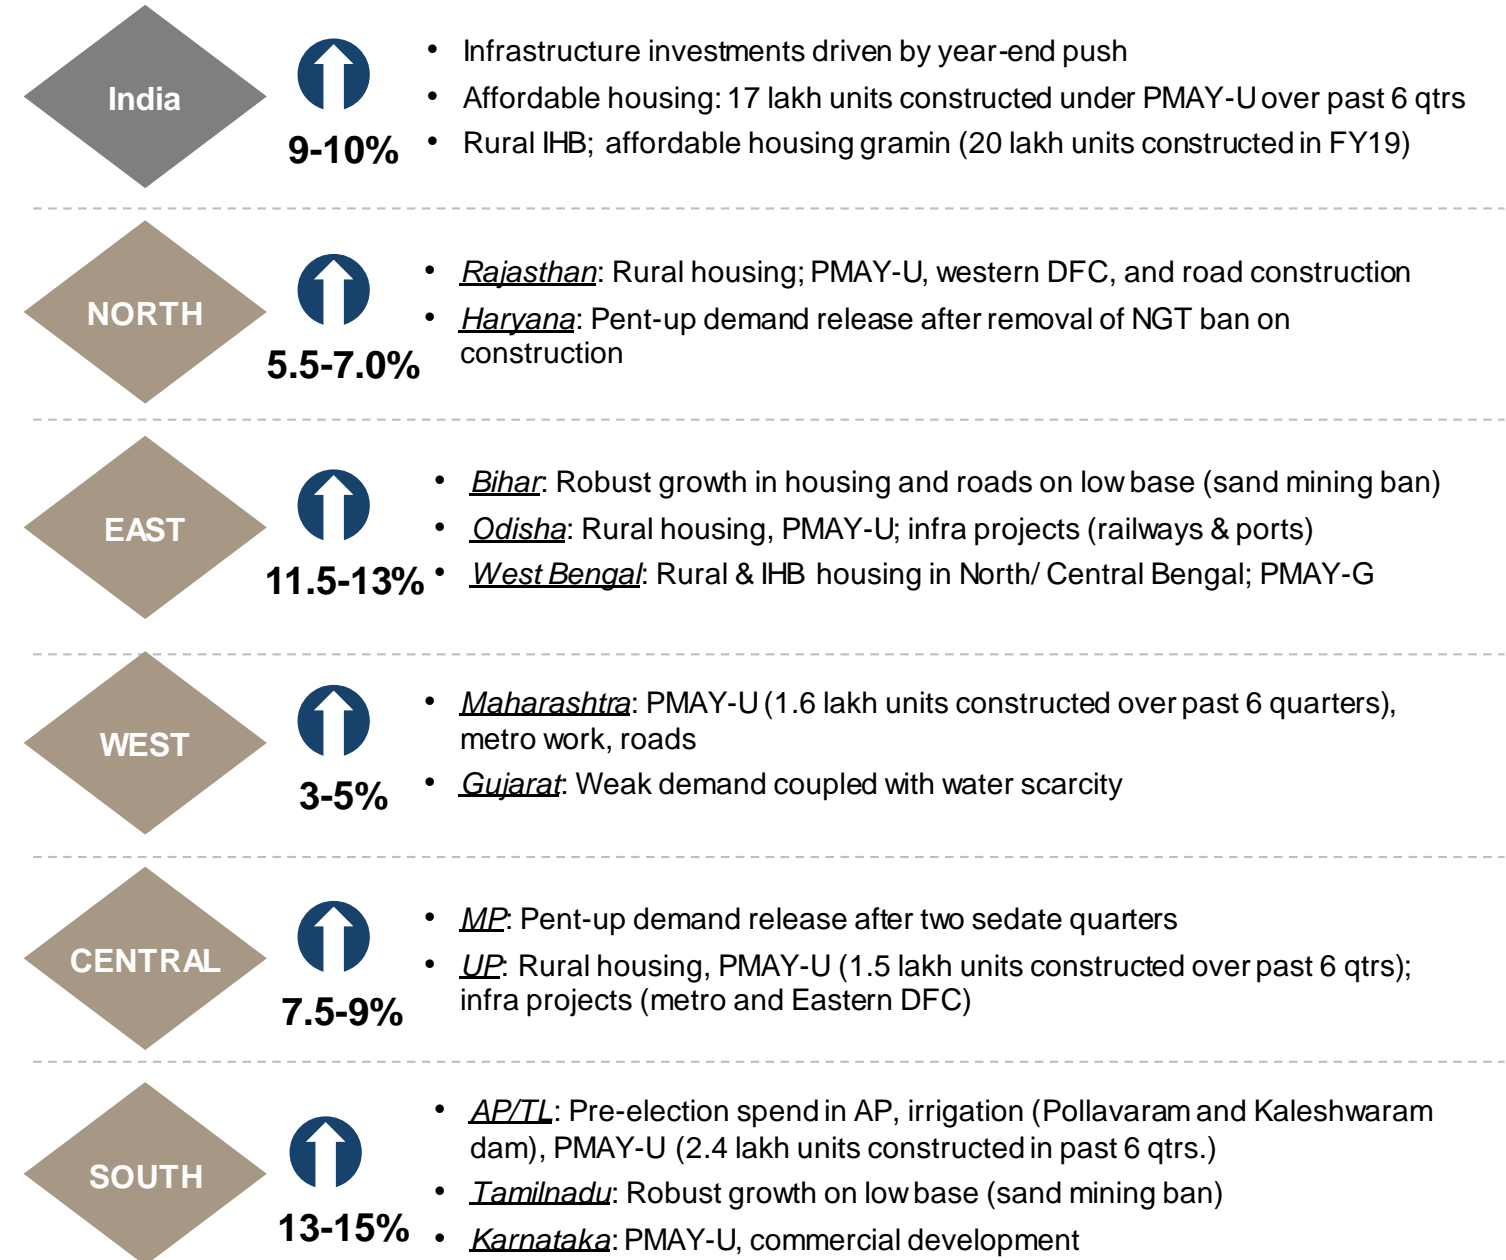 India
9-10%
• Infrastructure investments driven by year-end push
• Affordable housing: 17 lakh units constructed under PMAY-U over past 6 qtrs
• Rural IHB; affordable housing gramin (20 lakh units constructed in FY19)
NORTH
5.5-7.0%
• Rajasthan: Rural housing; PMAY-U, western DFC, and road construction
• Haryana: Pent-up demand release after removal of NGT ban on
construction
EAST
11.5-13%
• Bihar: Robust growth in housing and roads on low base (sand mining ban)
• Odisha: Rural housing, PMAY-U; infra projects (railways & ports)
• West Bengal: Rural & IHB housing in North/ Central Bengal; PMAY-G
WEST
3-5%
• Maharashtra: PMAY-U (1.6 lakh units constructed over past 6 quarters),
metro work, roads
• Gujarat: Weak demand coupled with water scarcity
CENTRAL
7.5-9%
• MP: Pent-up demand release after two sedate quarters
• UP: Rural housing, PMAY-U (1.5 lakh units constructed over past 6 qtrs);
infra projects (metro and Eastern DFC)
SOUTH
13-15%
• AP/TL: Pre-election spend in AP, irrigation (Pollavaram and Kaleshwaram
dam), PMAY-U (2.4 lakh units constructed in past 6 qtrs.)
• Tamilnadu: Robust growth on low base (sand mining ban)
• Karnataka: PMAY-U, commercial development